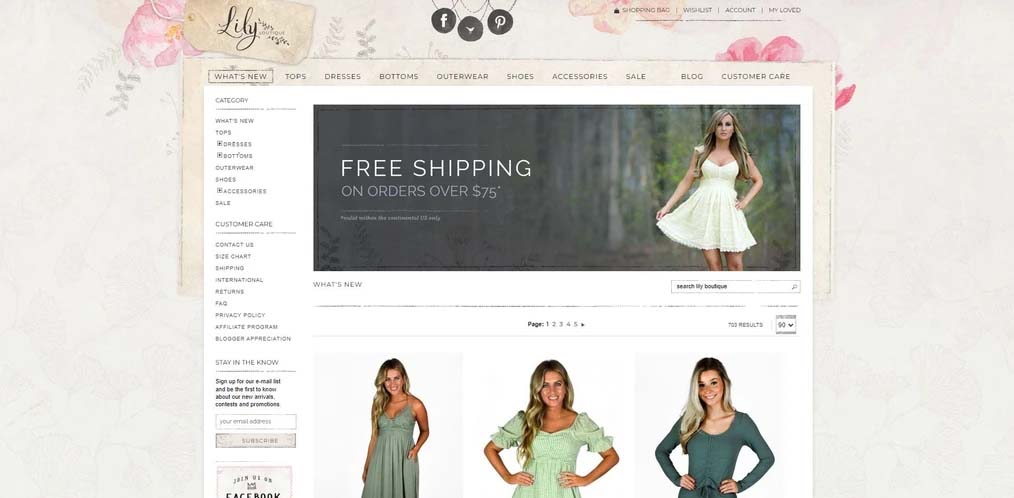 Lily
BOUTIQUE
SHOPPING BAG | WISHLIST | ACCOUNT | MY LOVED
WHAT'S NEW TOPS DRESSES BOTTOMS OUTERWEAR SHOES ACCESSORIES SALE BLOG CUSTOMER CARE
CATEGORY
WHAT'S NEW
TOPS
DRESSES
BOTTOMS
OUTERWEAR
SHOES
ACCESSORIES
SALE
CUSTOMER CARE
CONTACT US
SIZE CHART
SHIPPING
INTERNATIONAL
RETURNS
FAQ
PRIVACY POLICY
AFFILIATE PROGRAM
BLOGGER APPRECIATION
STAY IN THE KNOW
Sign up for our e-mail list
and be the first to know
about our new arrivals,
contests and promotions.
your email address
SUBSCRIBE
JOIN US ON
FACEBOOK
FREE SHIPPING
ON ORDERS OVER $75*
*valid within the continental US only
WHAT'S NEW
search lily boutique
Page: 1 2 3 4 5
703 RESULTS
90